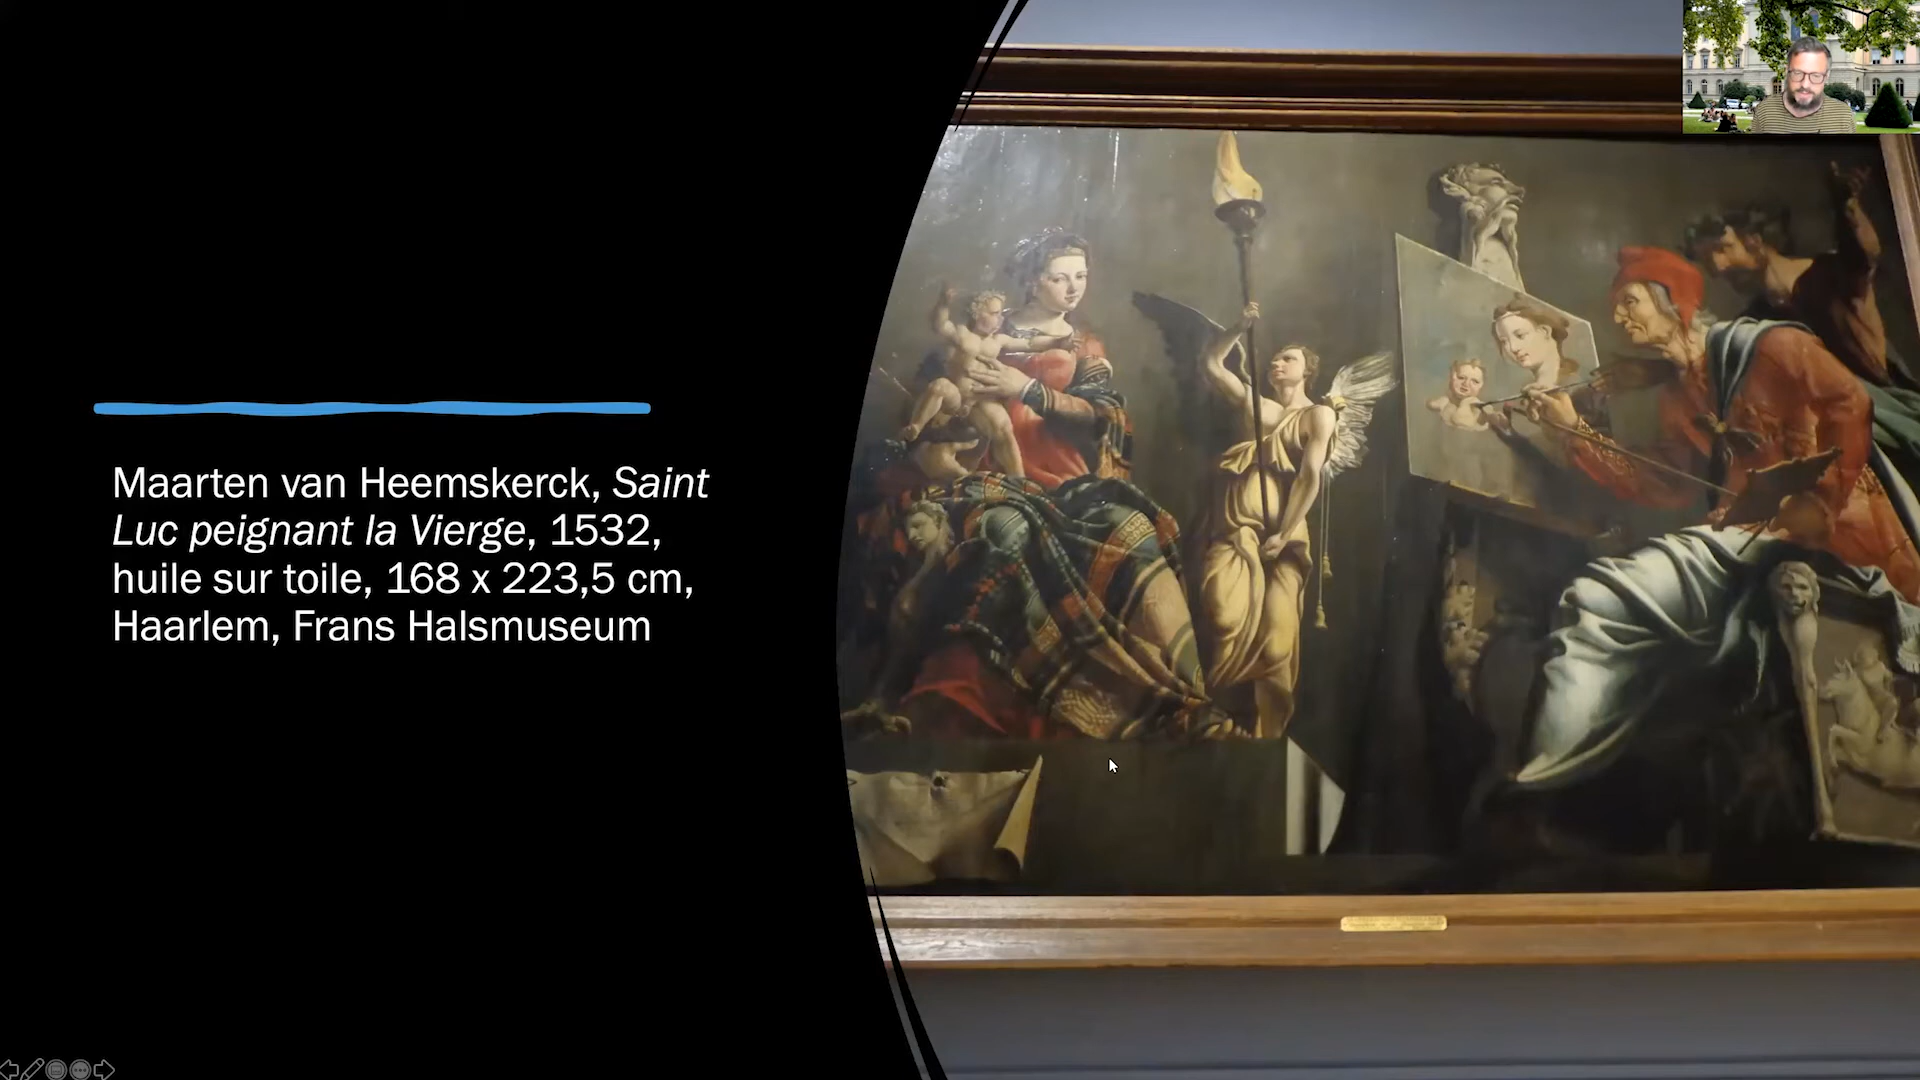 Maarten van Heemskerck, Saint
Luc peignant la Vierge, 1532,
huile sur toile, 168 x 223,5 cm,
Haarlem, Frans Halsmuseum